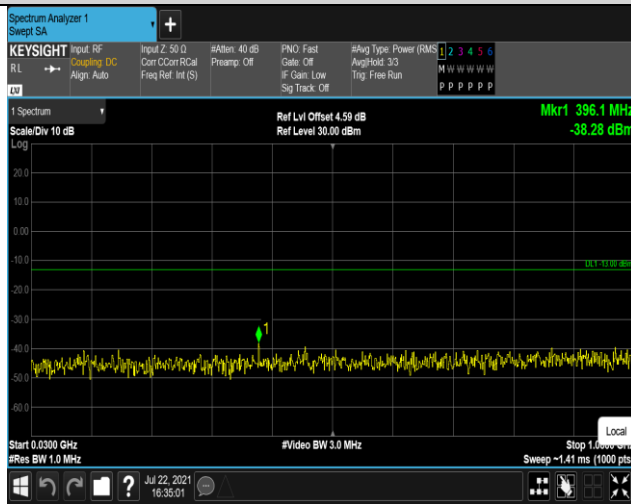 Spectrum Analyzer 1
Swept SA
+
KEYSIGHT Input: RF Input Z: 50 Ω #Atten: 40 dB PNO: Fast #Avg Type: Power (RMS 1 2 3 4 5 6
RL Coupling: DC Corr CCorr RCal Preamp: Off Gate: Off Avg|Hold: 3/3 M W W W W W
Align: Auto Freq Ref: Int (S) IF Gain: Low Trig: Free Run
LXI Sig Track: Off P P P P P P
1 Spectrum Ref Lvl Offset 4.59 dB Mkr1 396.1 MHz
Scale/Div 10 dB Ref Level 30.00 dBm -38.28 dBm
Log
20.0
10.0
0.00
-10.0
DL1 -13.00 dBm
-20.0
-30.0
1
-40.0
-50.0
-60.0
Local
Start 0.0300 GHz #Video BW 3.0 MHz Stop
#Res BW 1.0 MHz Sweep ~1.41 ms (1000 pts
? Jul 22, 2021
16:35:01